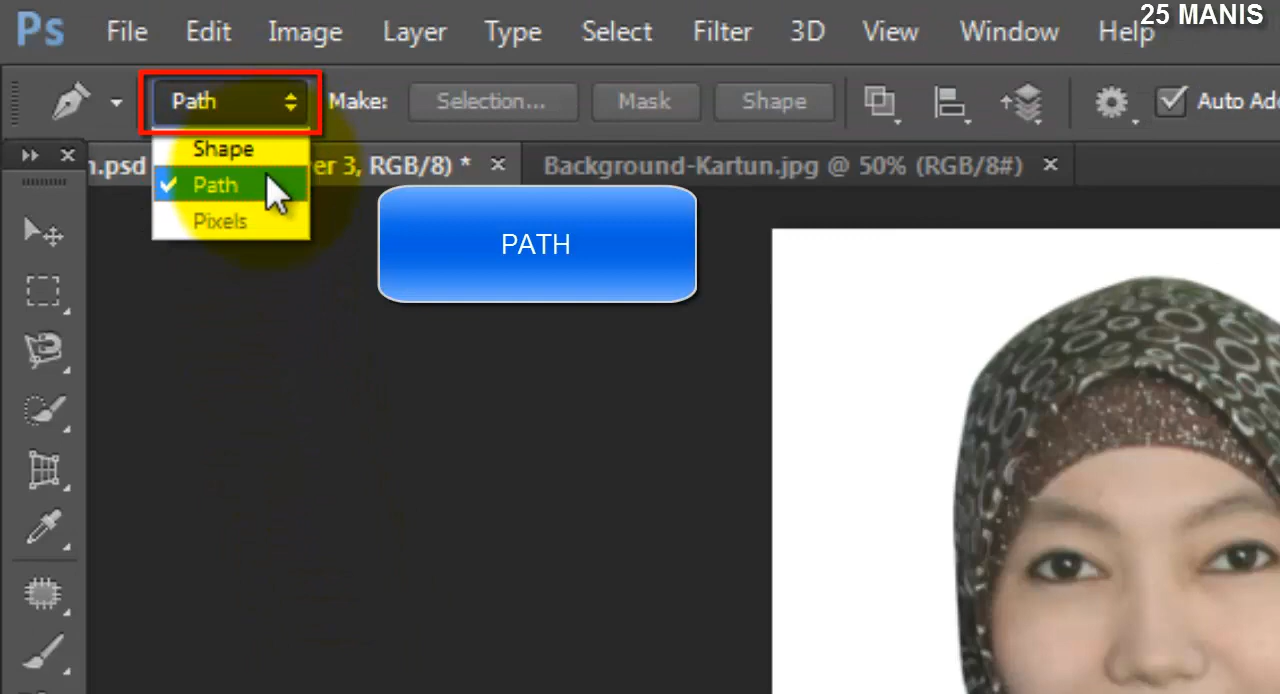 25 MANIS
Ps File Edit Image Layer Type Select Filter 3D View Window Help
Path Make: Selection... Mask Shape Auto Ad
Shape
Path
Pixels
n.psd er 3, RGB/8) * × Background-Kartun.jpg @ 50% (RGB/8#) ×
PATH